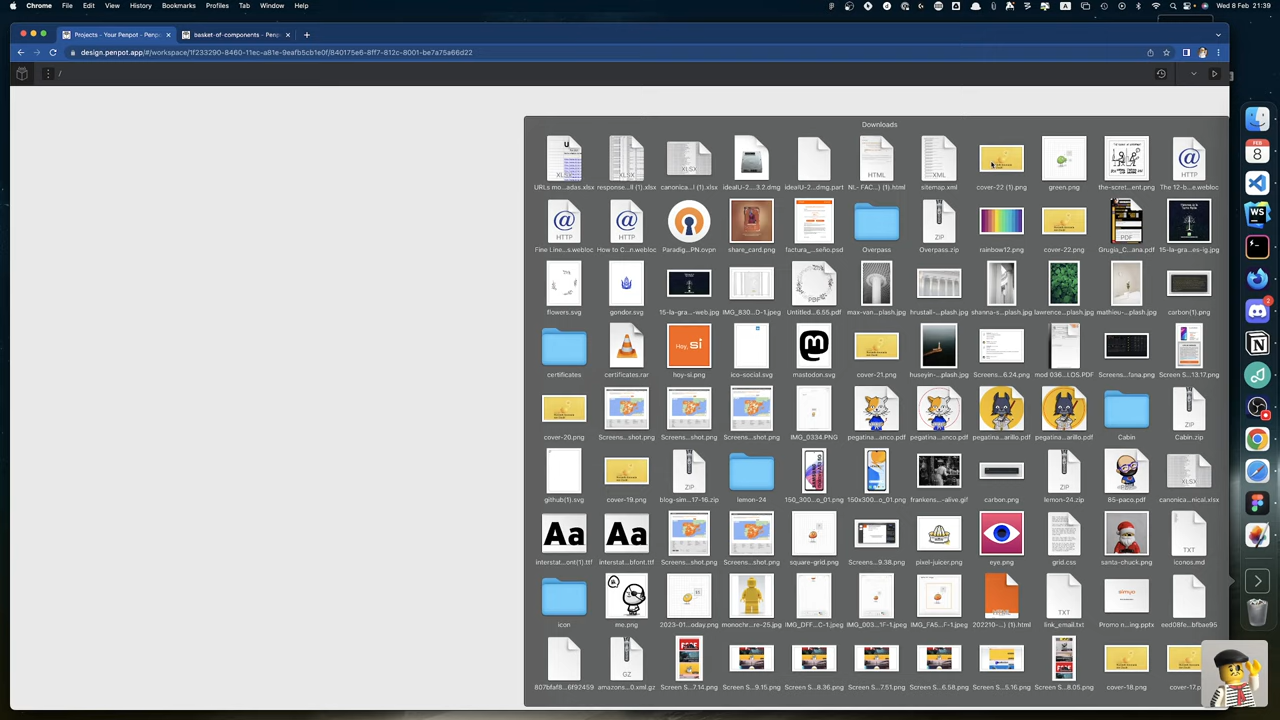 Chrome File Edit View History Bookmarks Profiles Tab Window Help
Wed 8 Feb 21:39
Projects - Your Penpot - Penp
basket-of-components - Penp
design.penpot.app/#/workspace/1f233290-8460-11ec-a81e-9eafb5cb1e0f/840175e6-8ff7-812c-8001-be7a75a66d22
/
Downloads
URLs mo...adas.xlsx response...ll (1).xlsx canonica...l (1).xlsx idealU-2...3.2.dmg idealU-2...dmg.part NL- FAC...) (1).html sitemap.xml cover-22 (1).png green.png the-scret...ent.png The 12-b...e.webloc
Fine Line...s.webloc How to C...n.webloc Paradig...PN.ovpn share_card.png factura_...seño.psd Overpass Overpass.zip rainbow12.png cover-22.png Grugia_C...ana.pdf 15-la-gra...es-ig.jpg
flowers.svg gondor.svg 15-la-gra...-web.jpg IMG_830...D-1.jpeg Untitled...6.55.pdf max-van...plash.jpg hrustall-...plash.jpg shanna-s...plash.jpg lawrence...plash.jpg mathieu-...plash.jpg carbon(1).png
certificates certificates.rar hoy-si.png ico-social.svg mastodon.svg cover-21.png huseyin-...plash.jpg Screens...6.24.png mod 036...LOS.PDF Screens...fana.png Screen S...13.17.png
cover-20.png Screens...shot.png Screens...shot.png Screens...shot.png IMG_0334.PNG pegatina...anco.pdf pegatina...anco.pdf pegatina...arillo.pdf pegatina...arillo.pdf Cabin Cabin.zip
github(1).svg cover-19.png blog-sim...17-16.zip lemon-24 150_300...o_01.png 150x300...o_01.png frankens...-alive.gif carbon.png lemon-24.zip 85-paco.pdf canonica...nical.xlsx
interstat...ont(1).ttf interstat...bfont.ttf Screens...shot.png Screens...shot.png square-grid.png Screens...9.38.png pixel-juicer.png eye.png grid.css santa-chuck.png iconos.md
icon me.png 2023-01...oday.png monochr...re-25.jpg IMG_DFF...C-1.jpeg IMG_003...1F-1.jpeg IMG_FA5...F-1.jpeg 202210-...) (1).html link_email.txt Promo n...ing.pptx eed08fe...bfbae95
807bfaf8...6f92459 amazons...0.xml.gz Screen S...7.14.png Screen S...9.15.png Screen S...8.36.png Screen S...7.51.png Screen S...6.58.png Screen S...5.16.png Screen S...8.05.png cover-18.png cover-17.p